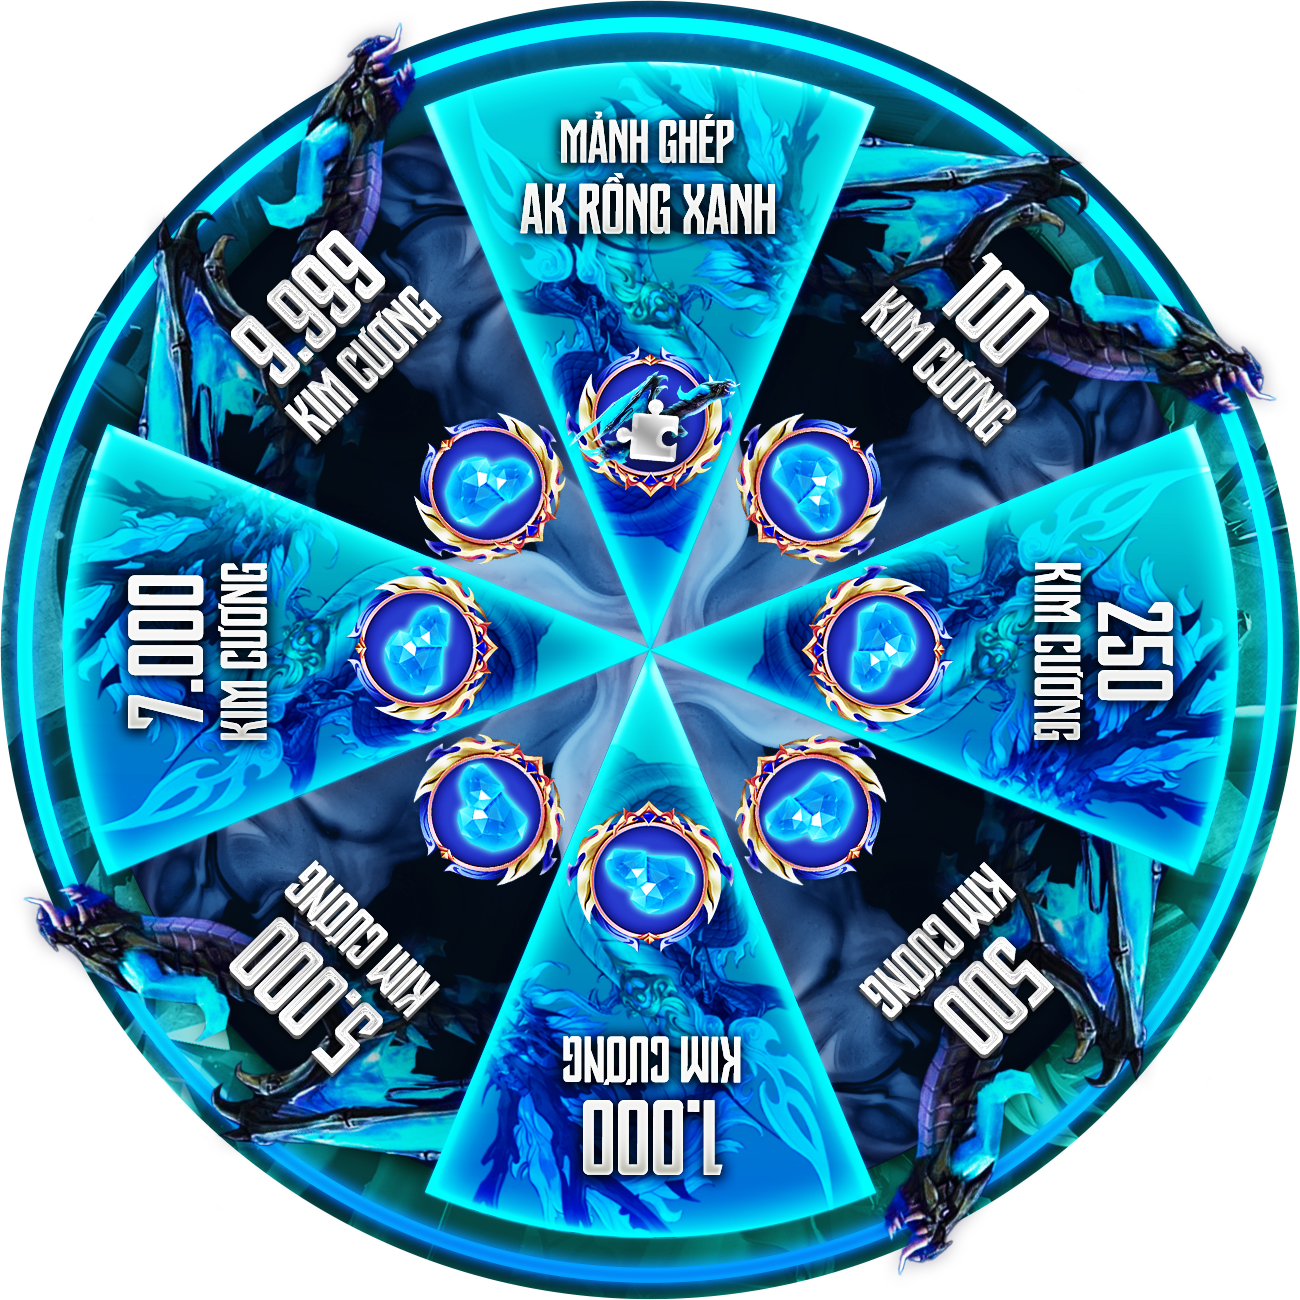 MẢNH GHÉP
AK RỒNG XANH
100
KIM CƯƠNG
250
KIM CƯƠNG
500
KIM CƯƠNG
1.000
KIM CƯƠNG
5.000
KIM CƯƠNG
7.000
KIM CƯƠNG
9.999
KIM CƯƠNG